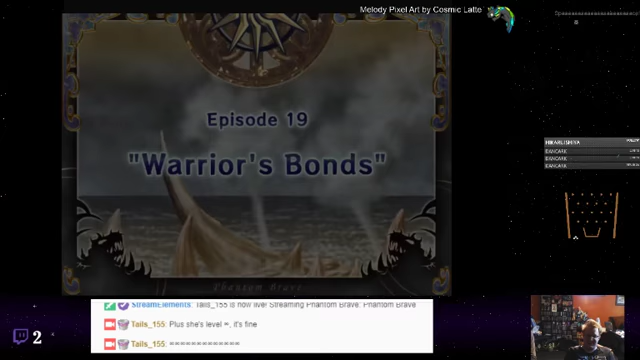 Melody Pixel Art by Cosmic Latte
Episode 19
"Warrior's Bonds"
Phantom Brave
StreamElements: Tails_155 is now live! Streaming Phantom Brave: Phantom Brave
Tails_155: Plus she's level =, it's fine
Tails_155: =============
2